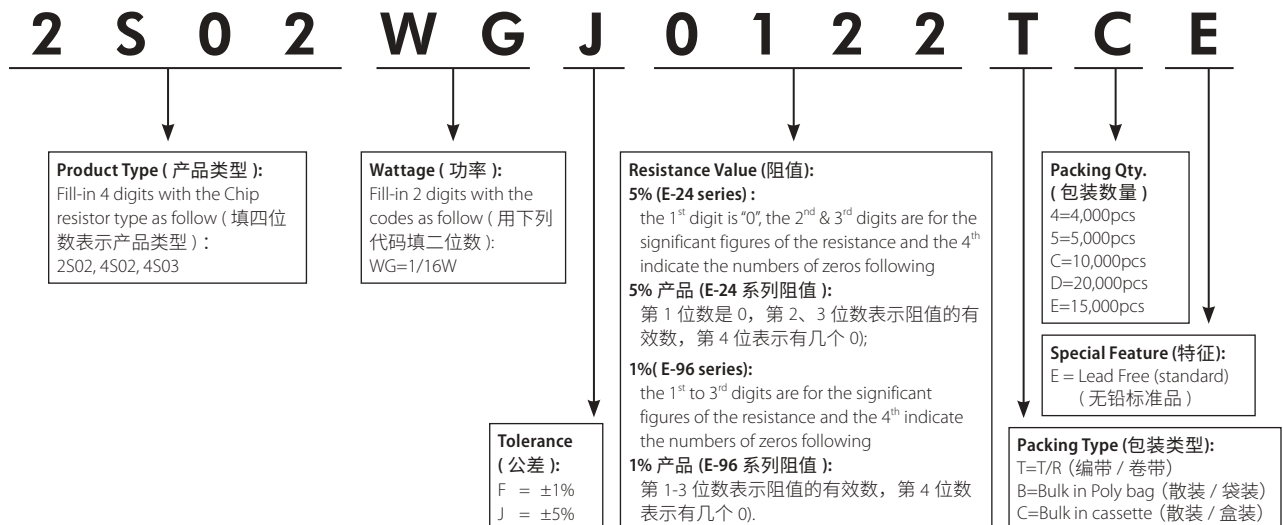 2 S 0 2 W G J 0 1 2 2 T C E
Product Type ( 产品类型 ):
Fill-in 4 digits with the Chip
resistor type as follow ( 填四位
数表示产品类型 ) :
2S02, 4S02, 4S03
Wattage ( 功率 ):
Fill-in 2 digits with the
codes as follow ( 用下列
代码填二位数 ):
WG=1/16W
Tolerance
( 公差 ):
F = ±1%
J = ±5%
Resistance Value (阻值):
5% (E-24 series) :
the 1st digit is “0”, the 2nd & 3rd digits are for the
significant figures of the resistance and the 4th
indicate the numbers of zeros following
5% 产品 (E-24 系列阻值 ):
第 1 位数是 0，第 2、3 位数表示阻值的有
效数，第 4 位表示有几个 0);
1%( E-96 series):
the 1st to 3rd digits are for the significant
figures of the resistance and the 4th indicate
the numbers of zeros following
1% 产品 (E-96 系列阻值 ):
第 1-3 位数表示阻值的有效数，第 4 位数
表示有几个 0).
Packing Qty.
( 包装数量 )
4=4,000pcs
5=5,000pcs
C=10,000pcs
D=20,000pcs
E=15,000pcs
Special Feature (特征):
E = Lead Free (standard)
( 无铅标准品 )
Packing Type (包装类型):
T=T/R（编带 / 卷带）
B=Bulk in Poly bag（散装 / 袋装）
C=Bulk in cassette（散装 / 盒装）